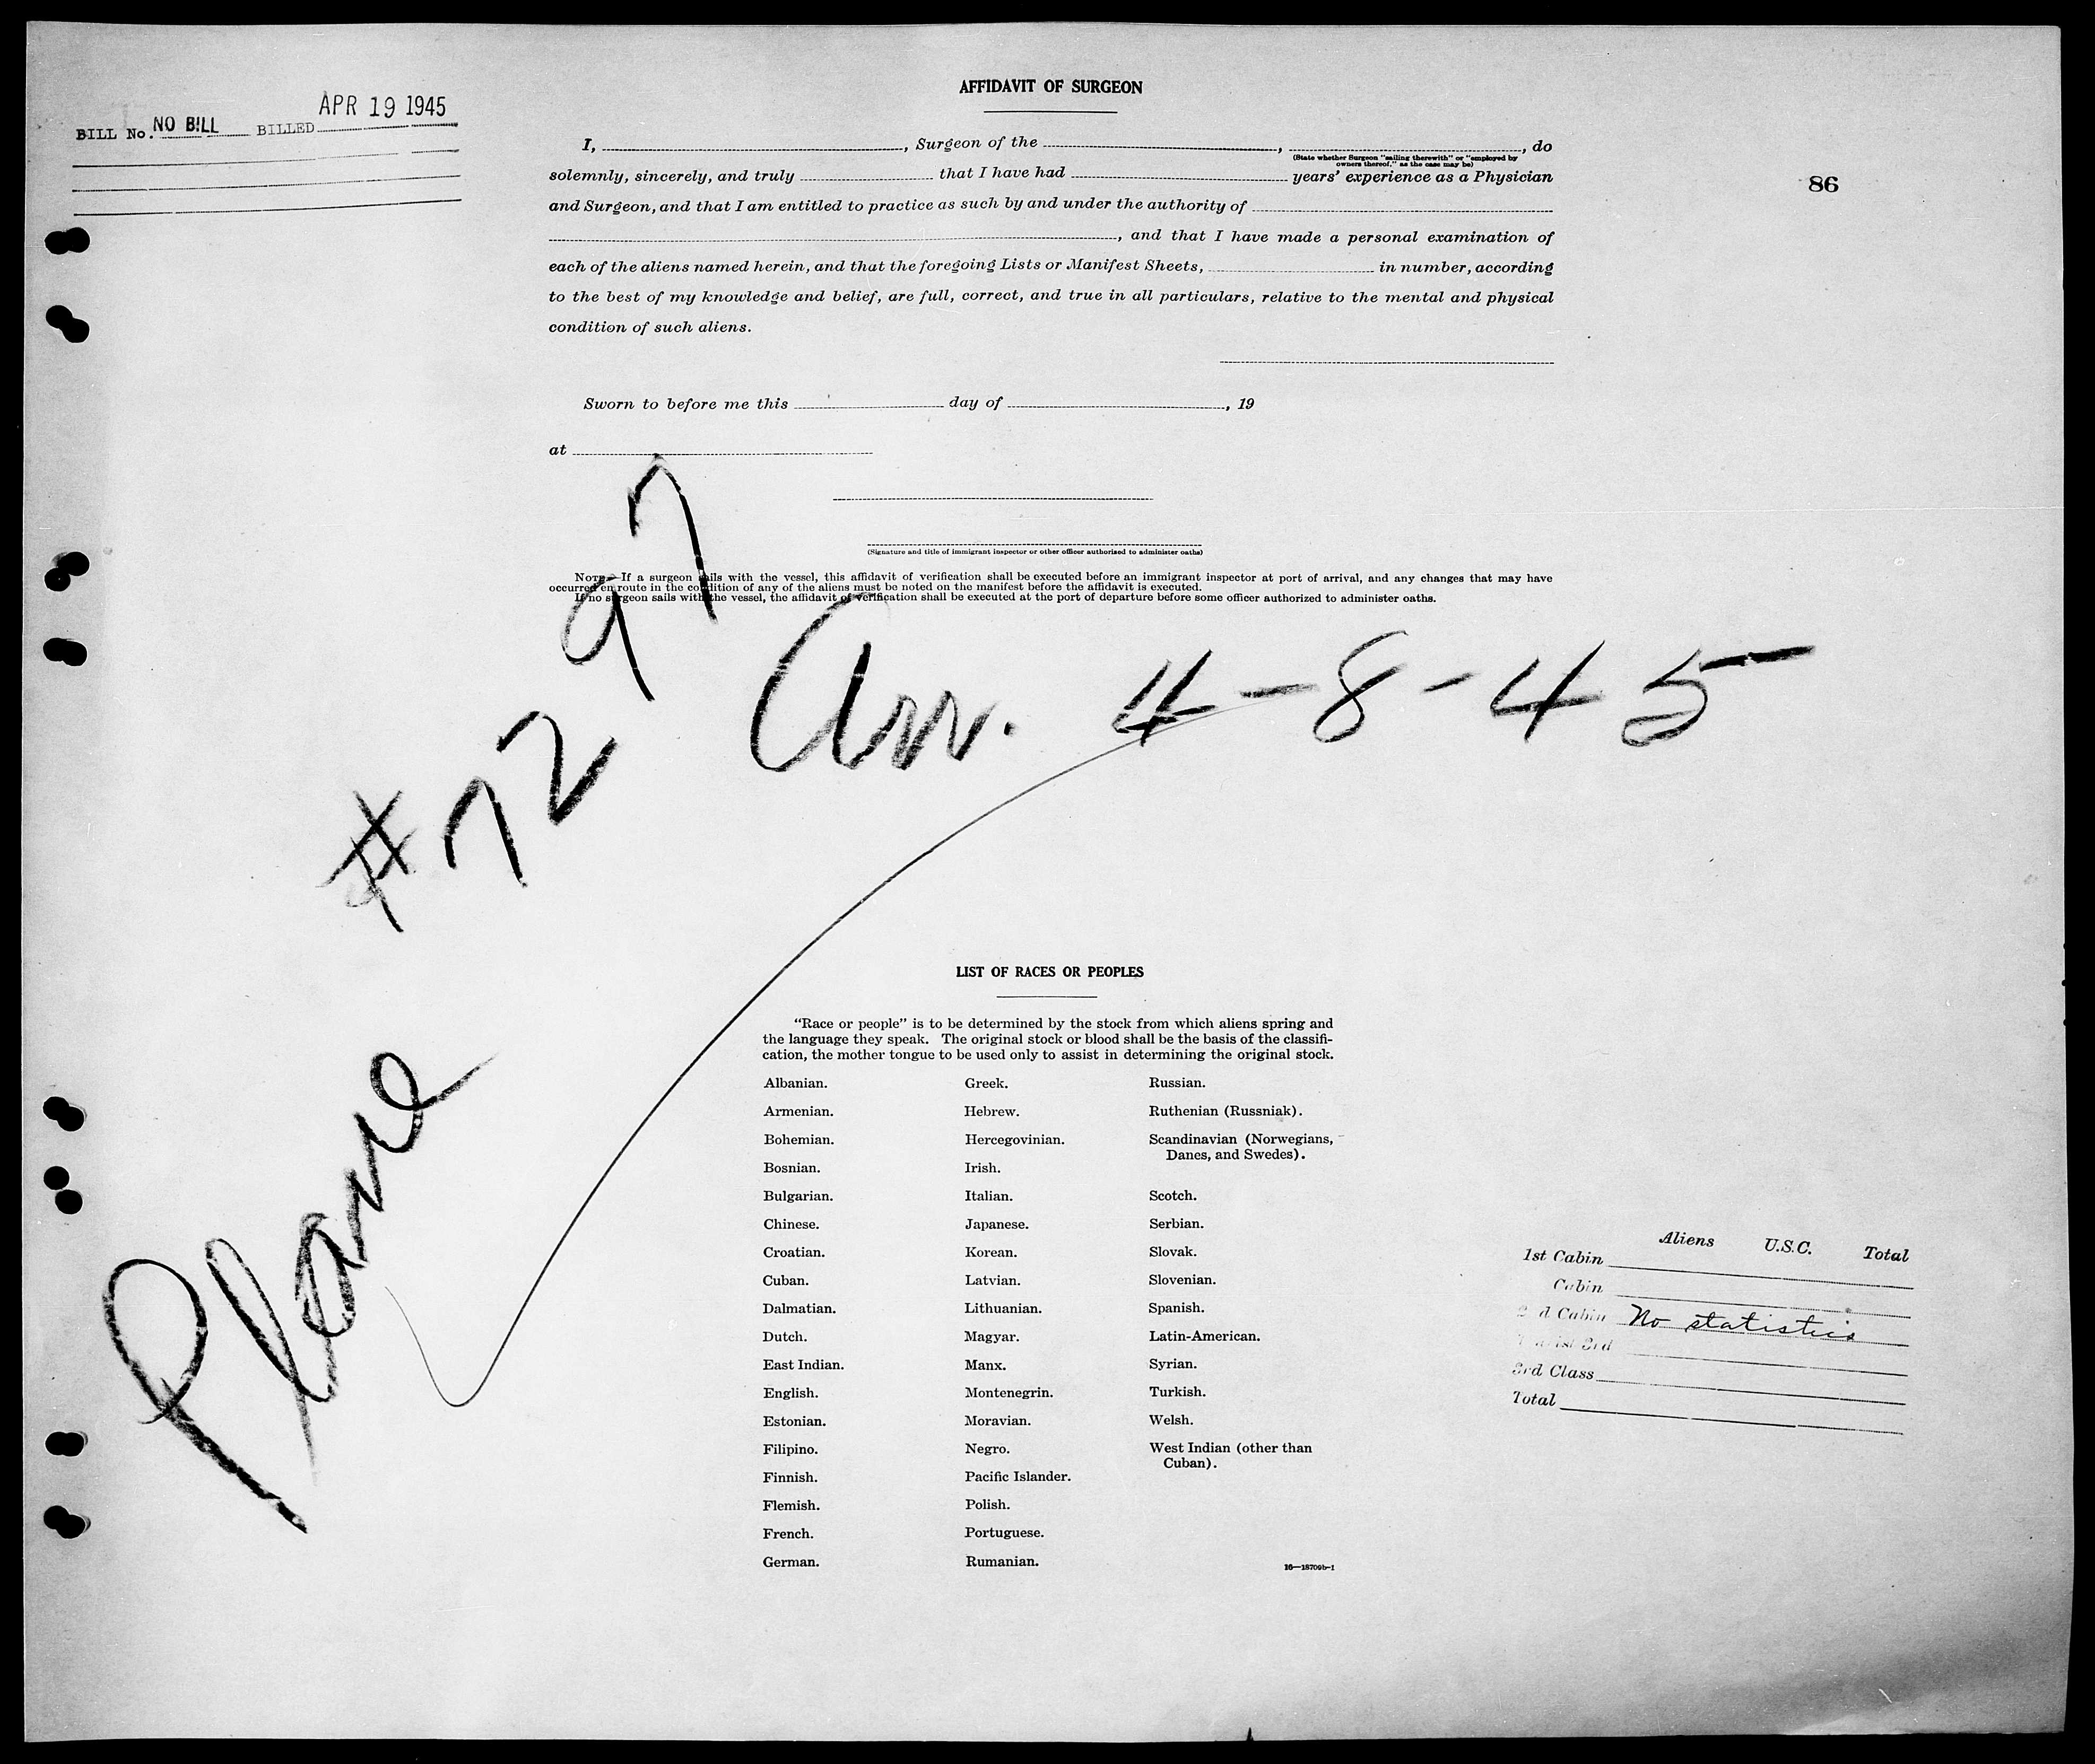 APR 19 1945
BILL No. NO BILL BILLED
86
AFFIDAVIT OF SURGEON
I, , Surgeon of the , , do
(State whether Surgeon "sailing therewith" or "employed by
owners thereof," as the case may be)
solemnly, sincerely, and truly that I have had years' experience as a Physician
and Surgeon, and that I am entitled to practice as such by and under the authority of
, and that I have made a personal examination of
each of the aliens named herein, and that the foregoing Lists or Manifest Sheets, in number, according
to the best of my knowledge and belief, are full, correct, and true in all particulars, relative to the mental and physical
condition of such aliens.
Sworn to before me this day of , 19
at
(Signature and title of immigrant inspector or other officer authorized to administer oaths)
NOTE.—If a surgeon sails with the vessel, this affidavit of verification shall be executed before an immigrant inspector at port of arrival, and any changes that may have
occurred en route in the condition of any of the aliens must be noted on the manifest before the affidavit is executed.
If no surgeon sails with the vessel, the affidavit of verification shall be executed at the port of departure before some officer authorized to administer oaths.
Plane #7297
Arr. 4-8-45
LIST OF RACES OR PEOPLES
"Race or people" is to be determined by the stock from which aliens spring and
the language they speak. The original stock or blood shall be the basis of the classifi-
cation, the mother tongue to be used only to assist in determining the original stock.
Albanian.
Armenian.
Bohemian.
Bosnian.
Bulgarian.
Chinese.
Croatian.
Cuban.
Dalmatian.
Dutch.
East Indian.
English.
Estonian.
Filipino.
Finnish.
Flemish.
French.
German.
Greek.
Hebrew.
Hercegovinian.
Irish.
Italian.
Japanese.
Korean.
Latvian.
Lithuanian.
Magyar.
Manx.
Montenegrin.
Moravian.
Negro.
Pacific Islander.
Polish.
Portuguese.
Rumanian.
Russian.
Ruthenian (Russniak).
Scandinavian (Norwegians,
Danes, and Swedes).
Scotch.
Serbian.
Slovak.
Slovenian.
Spanish.
Latin-American.
Syrian.
Turkish.
Welsh.
West Indian (other than
Cuban).
16—18709b-1
Aliens U.S.C. Total
1st Cabin
Cabin
2nd Cabin No statistics
3rd
3rd Class
Total